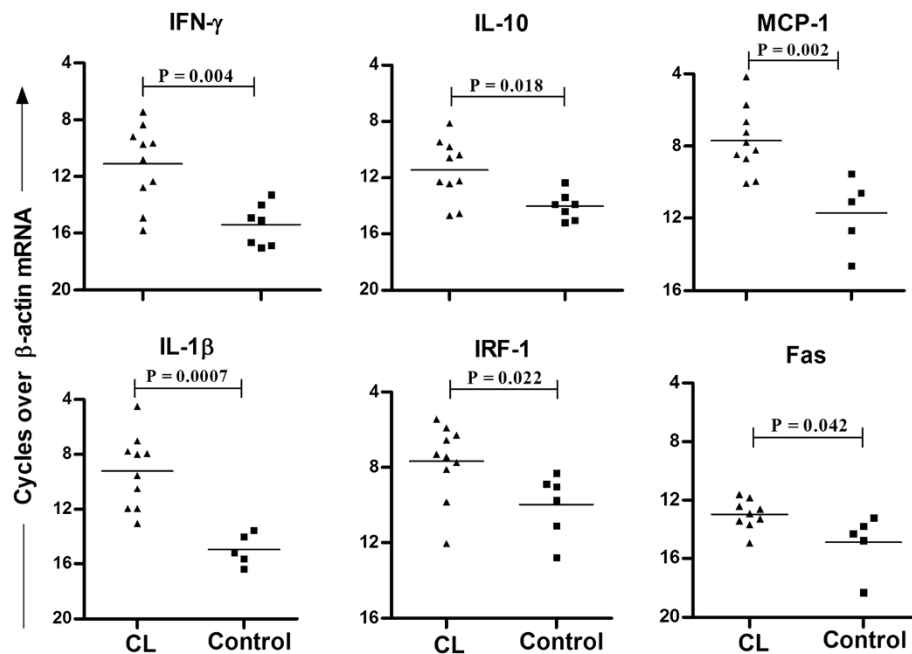 Cycles over β-actin mRNA
IFN-γ
P = 0.004
4
8
12
16
20
IL-10
P = 0.018
4
8
12
16
20
MCP-1
P = 0.002
4
8
12
16
IL-1β
P = 0.0007
4
8
12
16
20
CL Control
IRF-1
P = 0.022
4
8
12
16
CL Control
Fas
P = 0.042
4
8
12
16
20
CL Control